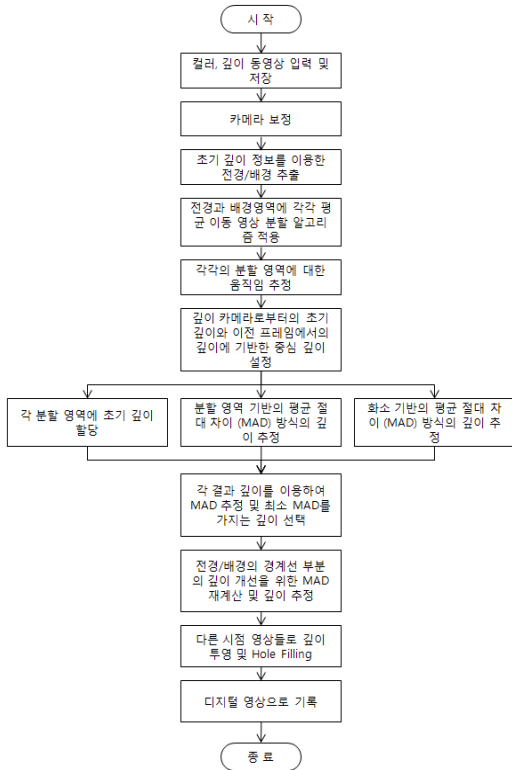 시 작
컬러, 깊이 동영상 입력 및
저장
카메라 보정
초기 깊이 정보를 이용한
전경/배경 추출
전경과 배경영역에 각각 평
균 이동 영상 분할 알고리
즘 적용
각각의 분할 영역에 대한
움직임 추정
깊이 카메라로부터의 초기
깊이와 이전 프레임에서의
깊이에 기반한 중심 깊이
설정
각 분할 영역에 초기 깊이
할당
분할 영역 기반의 평균 절
대 차이 (MAD) 방식의 깊
이 추정
화소 기반의 평균 절대 차
이 (MAD) 방식의 깊이 추
정
각 결과 깊이를 이용하여
MAD 추정 및 최소 MAD를
가지는 깊이 선택
전경/배경의 경계선 부분
의 깊이 개선을 위한 MAD
재계산 및 깊이 추정
다른 시점 영상들로 깊이
투영 및 Hole Filling
디지털 영상으로 기록
종 료